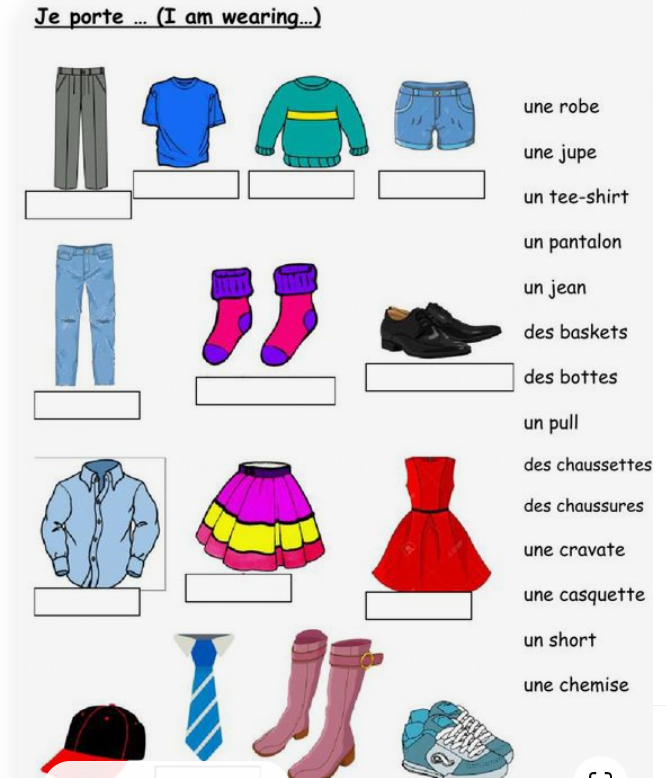 Je porte … (I am wearing…)
une robe
une jupe
un tee-shirt
un pantalon
un jean
des baskets
des bottes
un pull
des chaussettes
des chaussures
une cravate
une casquette
un short
une chemise